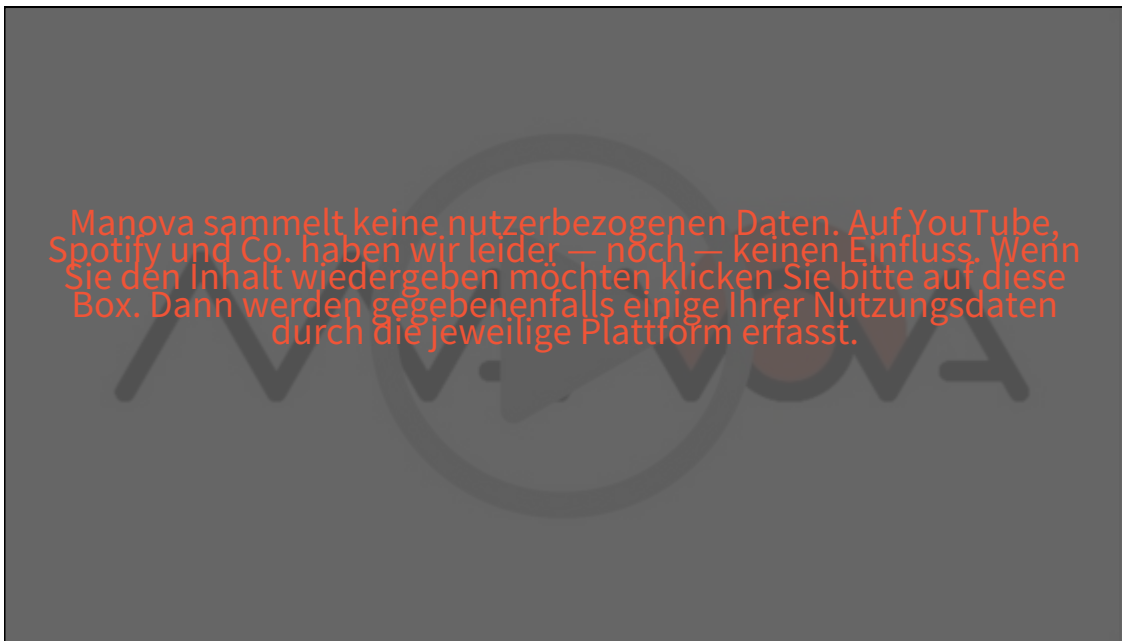 Manova sammelt keine nutzerbezogenen Daten. Auf YouTube,
Spotify und Co. haben wir leider — noch — keinen Einfluss. Wenn
Sie den Inhalt wiedergeben möchten klicken Sie bitte auf diese
Box. Dann werden gegebenenfalls einige Ihrer Nutzungsdaten
durch die jeweilige Plattform erfasst.
MANOVA